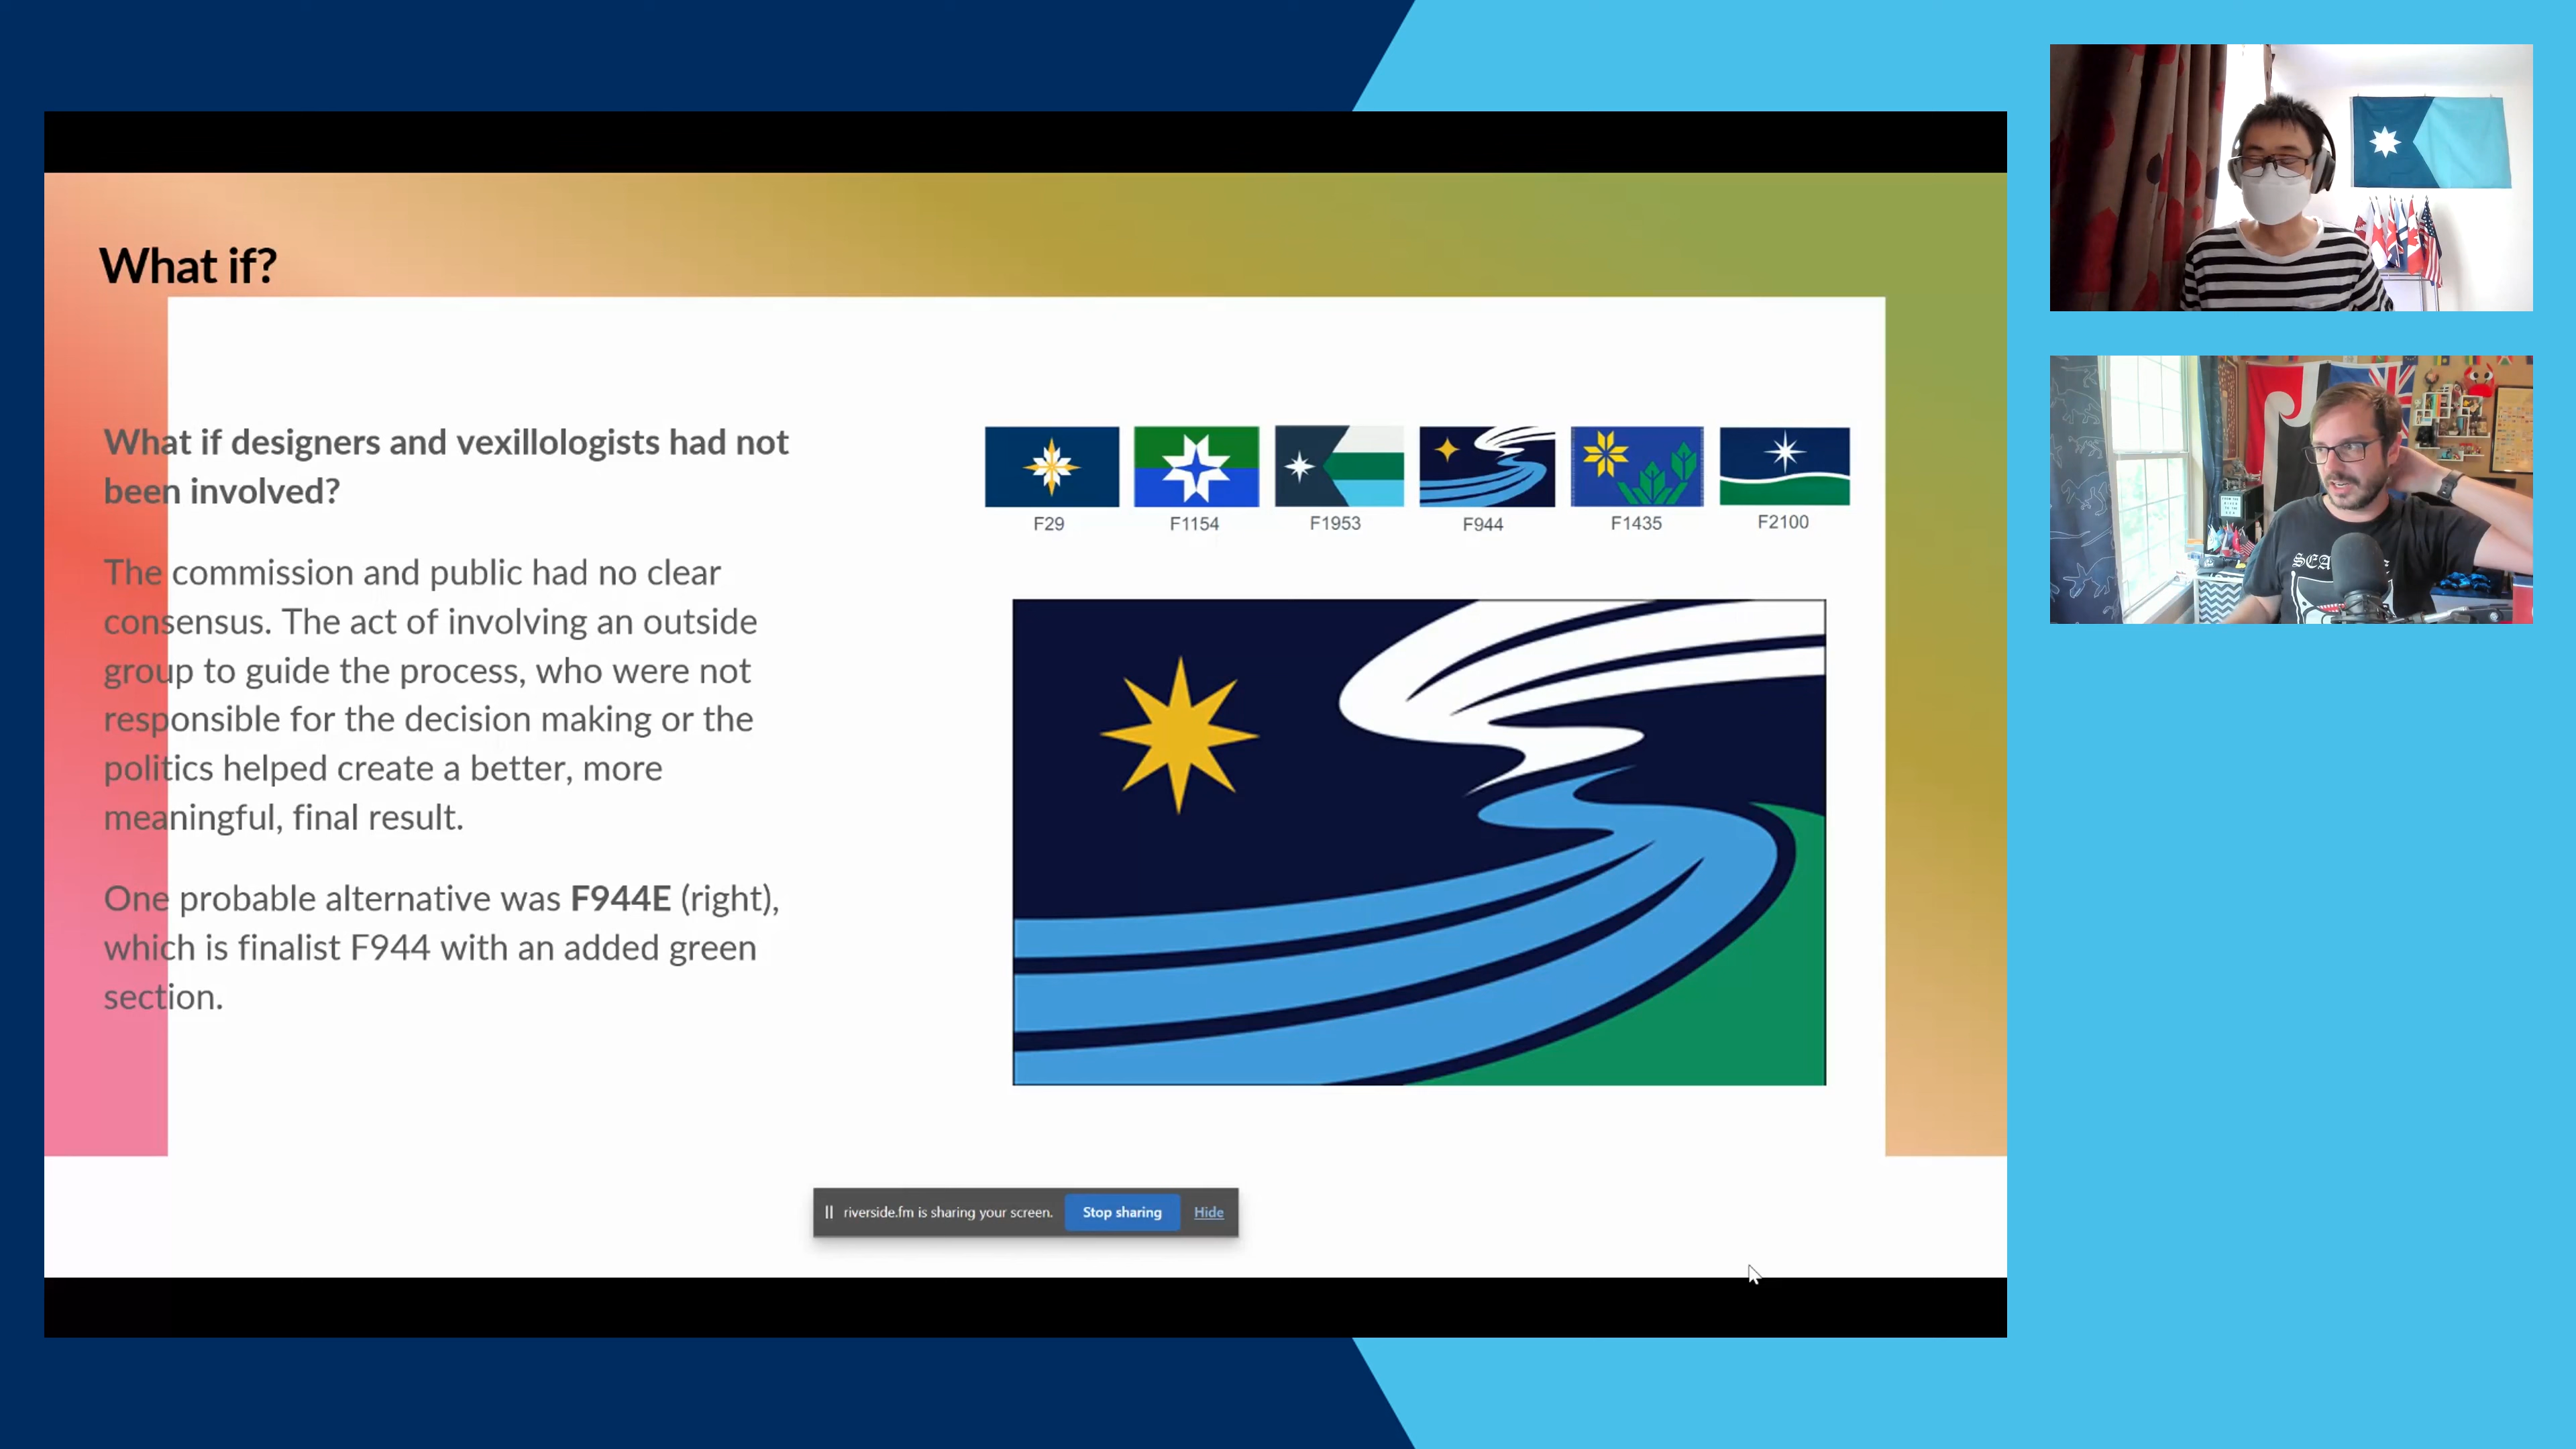 What if?
What if designers and vexillologists had not
been involved?
The commission and public had no clear
consensus. The act of involving an outside
group to guide the process, who were not
responsible for the decision making or the
politics helped create a better, more
meaningful, final result.
One probable alternative was F944E (right),
which is finalist F944 with an added green
section.
F29
F1154
F1953
F944
F1435
F2100
riverside.fm is sharing your screen.
Stop sharing
Hide